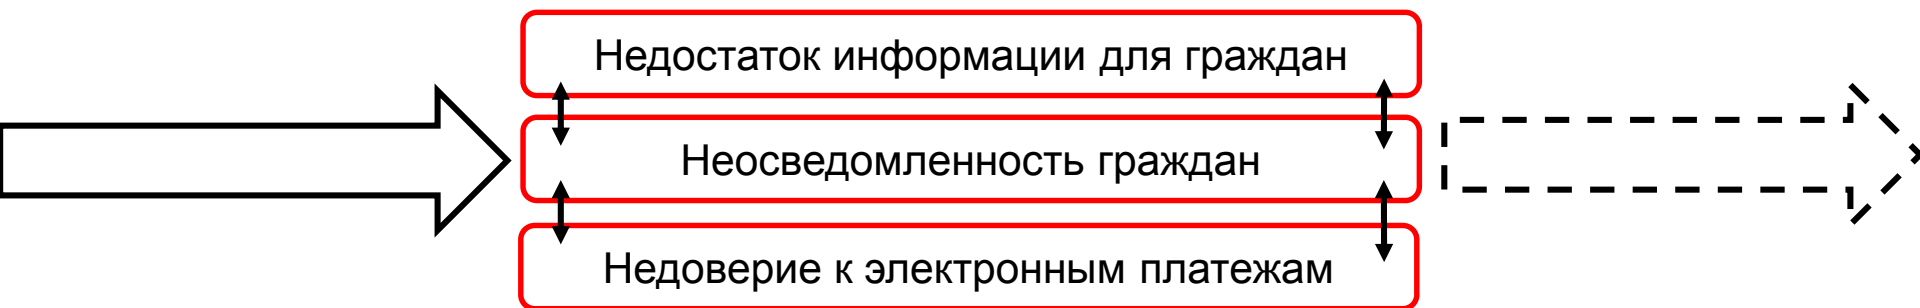 Недостаток информации для граждан
Неосведомленность граждан
Недоверие к электронным платежам